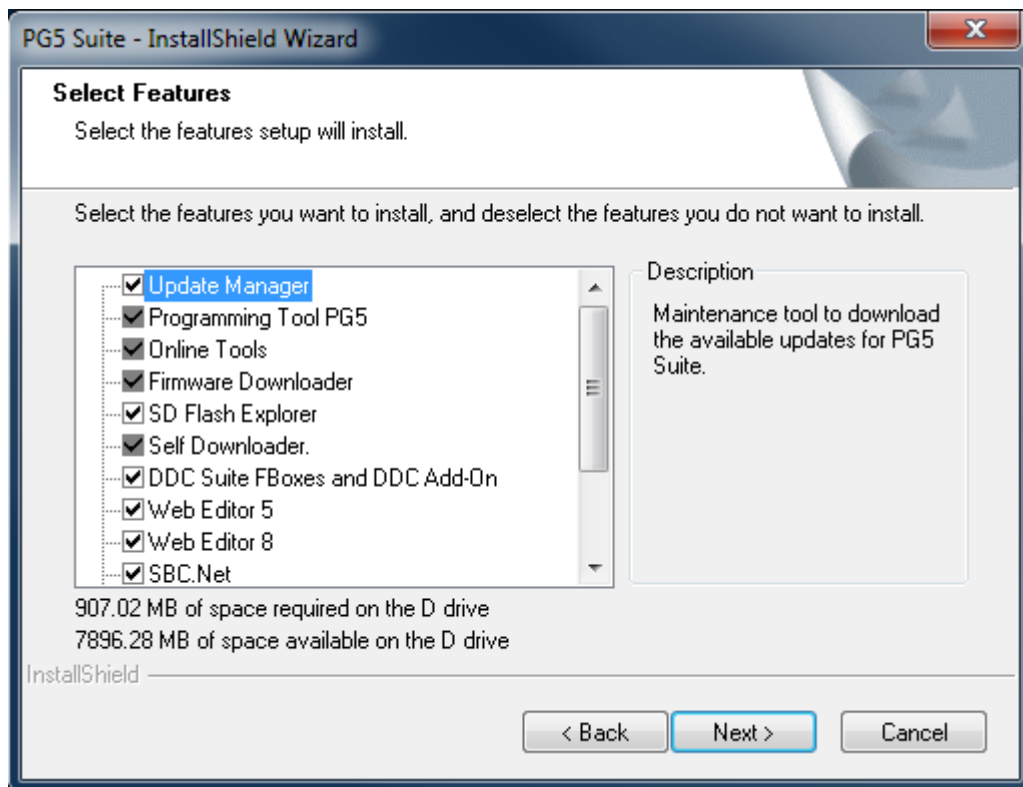 PG5 Suite - InstallShield Wizard
Select Features
Select the features setup will install.
Select the features you want to install, and deselect the features you do not want to install.
Update Manager
Programming Tool PG5
Online Tools
Firmware Downloader
SD Flash Explorer
Self Downloader.
DDC Suite FBoxes and DDC Add-On
Web Editor 5
Web Editor 8
SBC.Net
Description
Maintenance tool to download
the available updates for PG5
Suite.
907.02 MB of space required on the D drive
7896.28 MB of space available on the D drive
InstallShield
< Back
Next >
Cancel